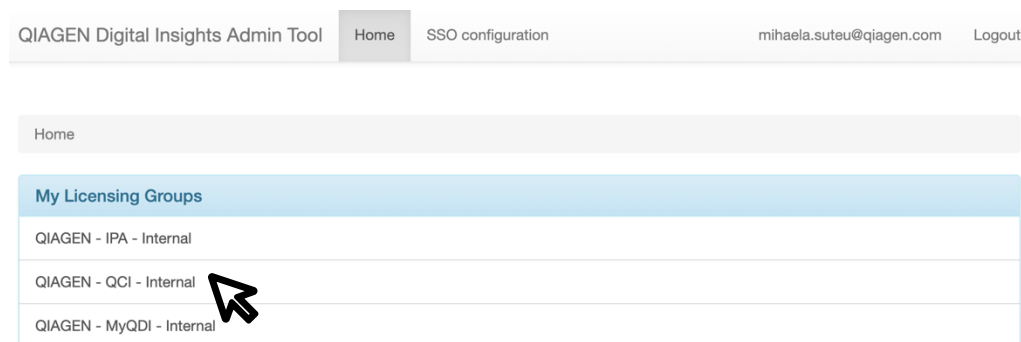 QIAGEN Digital Insights Admin Tool Home SSO configuration mihaela.suteu@qiagen.com Logout
Home
My Licensing Groups
QIAGEN - IPA - Internal
QIAGEN - QCI - Internal
QIAGEN - MyQDI - Internal